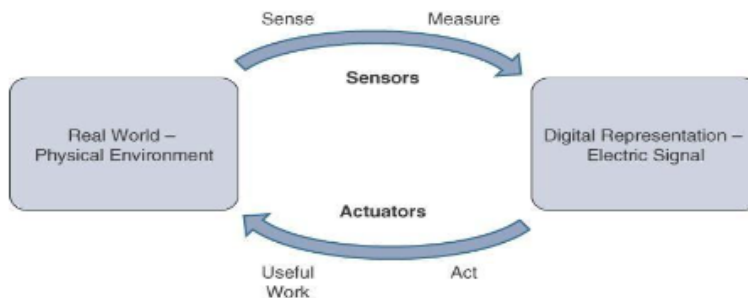 Sense Measure
Sensors
Real World –
Physical Environment
Digital Representation –
Electric Signal
Actuators
Useful
Work
Act